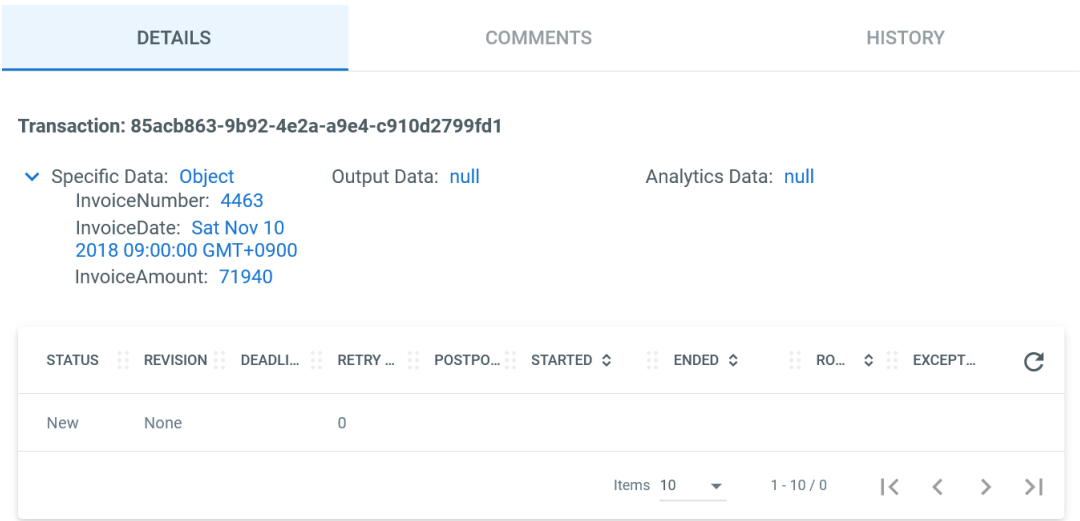 DETAILS COMMENTS HISTORY
Transaction: 85acb863-9b92-4e2a-a9e4-c910d2799fd1
Specific Data: Object Output Data: null Analytics Data: null
InvoiceNumber: 4463
InvoiceDate: Sat Nov 10
2018 09:00:00 GMT+0900
InvoiceAmount: 71940
STATUS REVISION DEADLI... RETRY ... POSTPO... STARTED ENDED RO... EXCEPT...
New None 0
Items 10 1 - 10 / 0